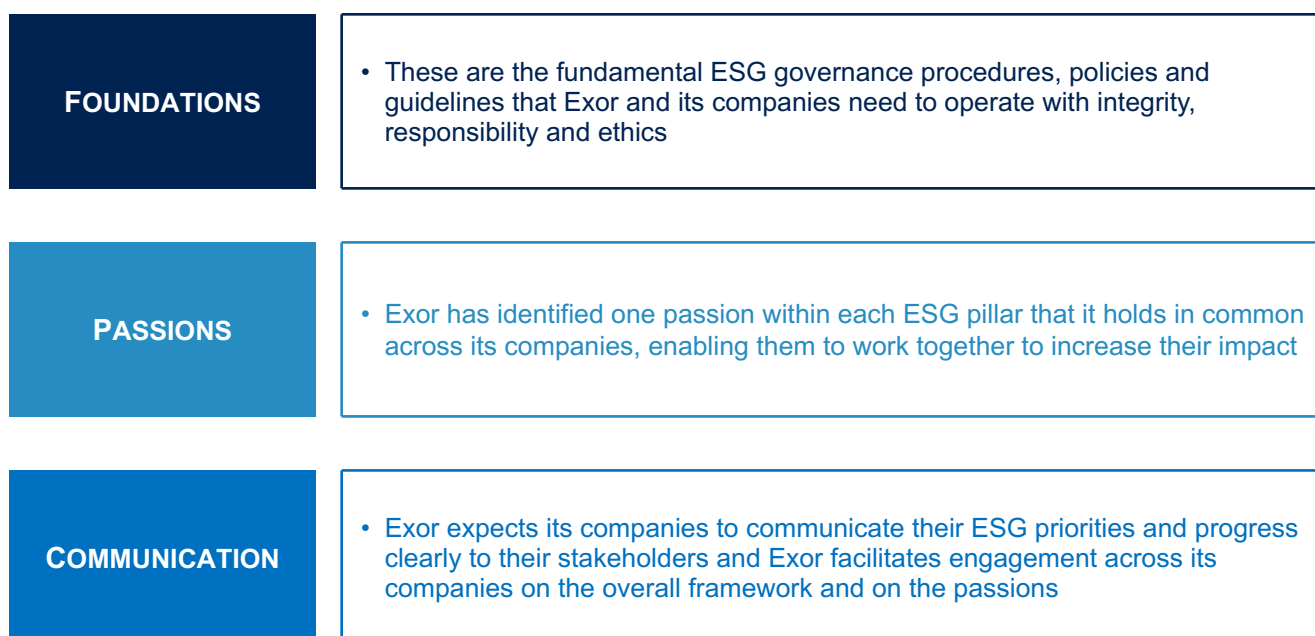 FOUNDATIONS
• These are the fundamental ESG governance procedures, policies and
guidelines that Exor and its companies need to operate with integrity,
responsibility and ethics
PASSIONS
• Exor has identified one passion within each ESG pillar that it holds in common
across its companies, enabling them to work together to increase their impact
COMMUNICATION
• Exor expects its companies to communicate their ESG priorities and progress
clearly to their stakeholders and Exor facilitates engagement across its
companies on the overall framework and on the passions